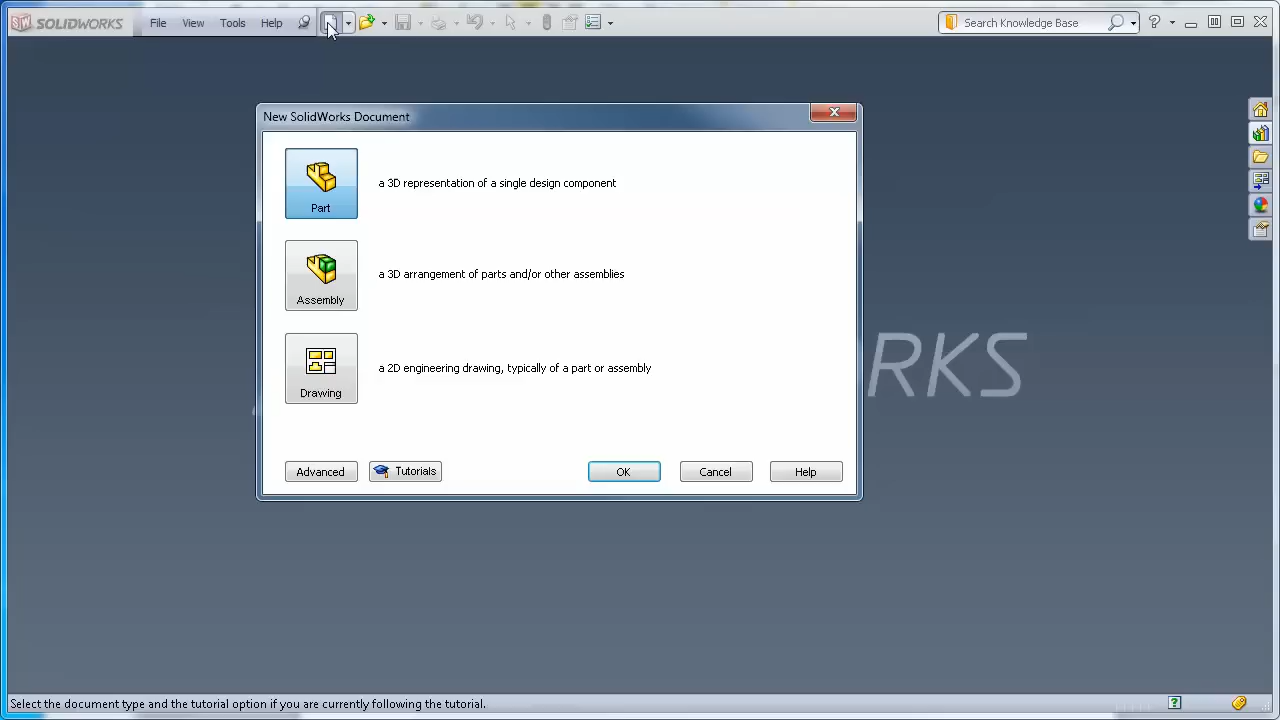 SOLIDWORKS File View Tools Help Search Knowledge Base
New SolidWorks Document
Part
a 3D representation of a single design component
Assembly
a 3D arrangement of parts and/or other assemblies
RKS
Drawing
a 2D engineering drawing, typically of a part or assembly
Advanced Tutorials OK Cancel Help
Select the document type and the tutorial option if you are currently following the tutorial.